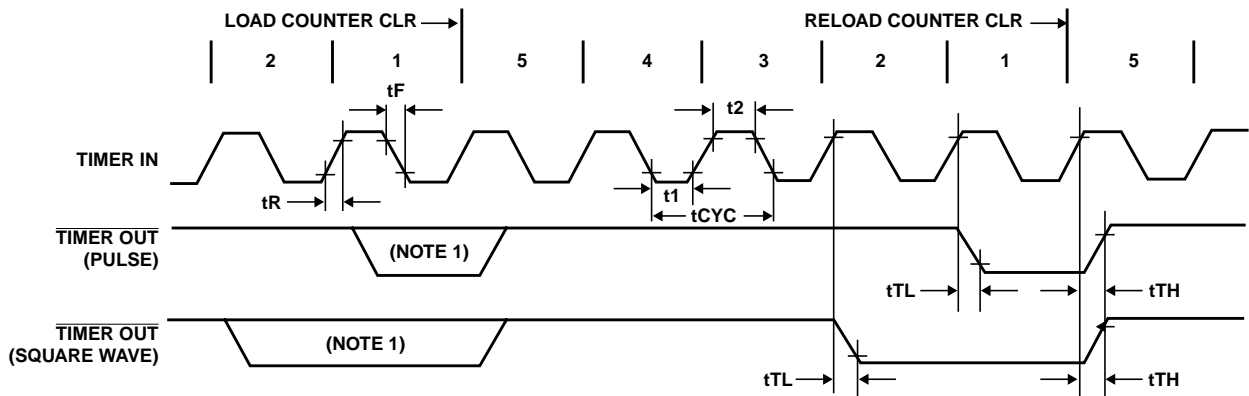 LOAD COUNTER CLR
RELOAD COUNTER CLR
2 1 5 4 3 2 1 5
tF
t2
TIMER IN
tR
t1
tCYC
TIMER OUT
(PULSE)
(NOTE 1)
tTL
tTH
TIMER OUT
(SQUARE WAVE)
(NOTE 1)
tTL
tTH